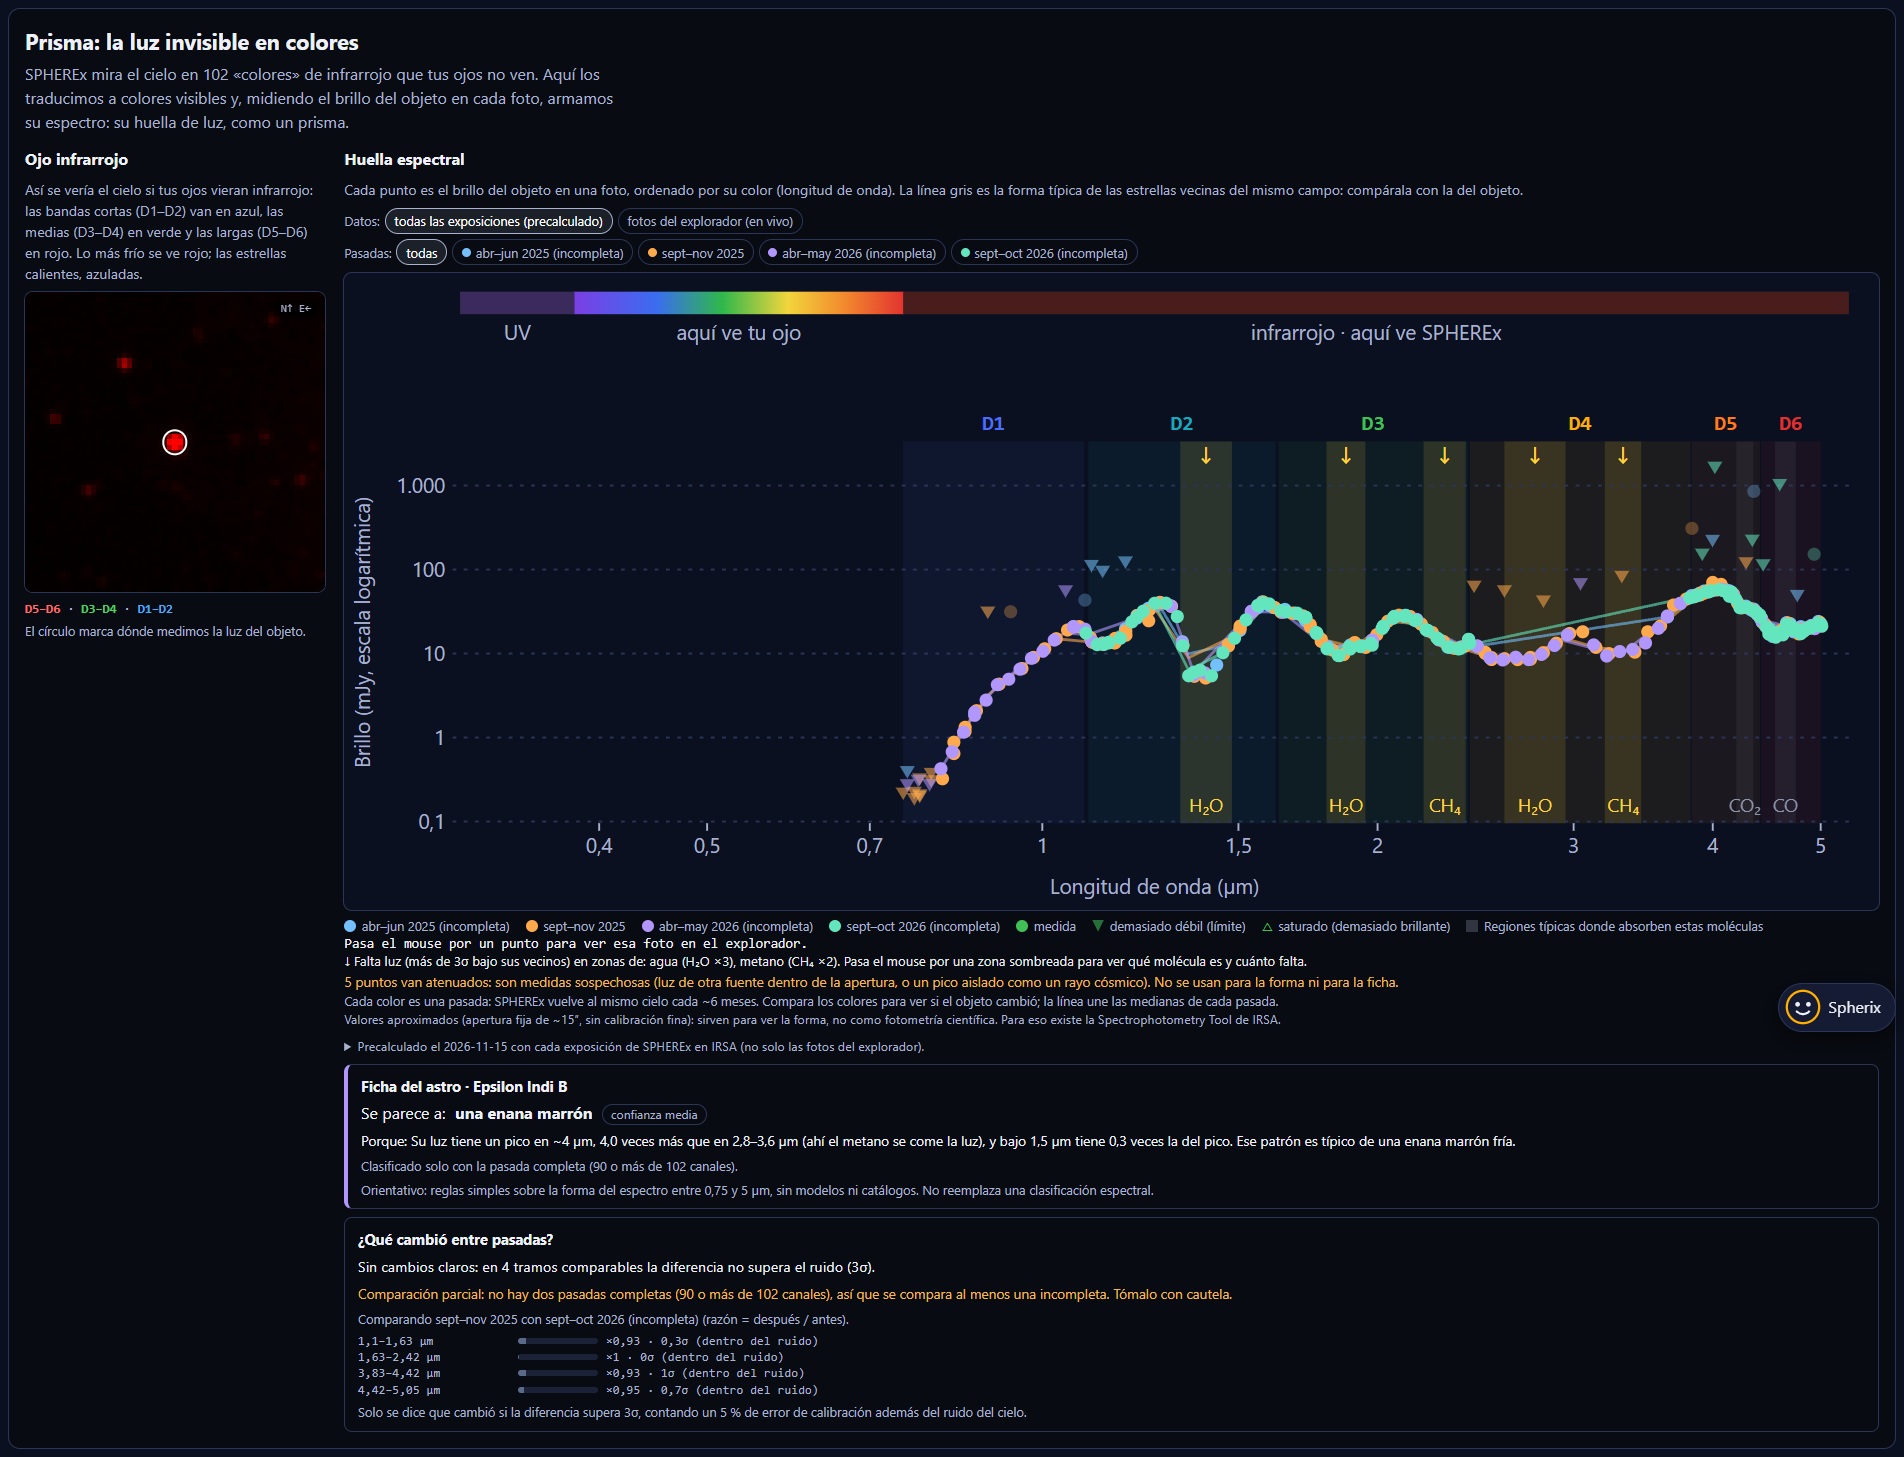 Prisma: la luz invisible en colores
SPHEREx mira el cielo en 102 «colores» de infrarrojo que tus ojos no ven. Aquí los
traducimos a colores visibles y, midiendo el brillo del objeto en cada foto, armamos
su espectro: su huella de luz, como un prisma.
Ojo infrarrojo
Así se vería el cielo si tus ojos vieran infrarrojo:
las bandas cortas (D1–D2) van en azul, las
medias (D3–D4) en verde y las largas (D5–D6)
en rojo. Lo más frío se ve rojo; las estrellas
calientes, azuladas.
N↑ E←
D5–D6 · D3–D4 · D1–D2
El círculo marca dónde medimos la luz del objeto.
Huella espectral
Cada punto es el brillo del objeto en una foto, ordenado por su color (longitud de onda). La línea gris es la forma típica de las estrellas vecinas del mismo campo: compárala con la del objeto.
Datos: todas las exposiciones (precalculado) fotos del explorador (en vivo)
Pasadas: todas abr–jun 2025 (incompleta) sept–nov 2025 abr–may 2026 (incompleta) sept–oct 2026 (incompleta)
UV aquí ve tu ojo infrarrojo · aquí ve SPHEREx
D1 D2 D3 D4 D5 D6
↓ ↓ ↓ ↓ ↓
Brillo (mJy, escala logarítmica)
1.000
100
10
1
0,1
H₂O H₂O CH₄ H₂O CH₄ CO₂ CO
0,4 0,5 0,7 1 1,5 2 3 4 5
Longitud de onda (µm)
abr–jun 2025 (incompleta) sept–nov 2025 abr–may 2026 (incompleta) sept–oct 2026 (incompleta) medida demasiado débil (límite) saturado (demasiado brillante) Regiones típicas donde absorben estas moléculas
Pasa el mouse por un punto para ver esa foto en el explorador.
↓ Falta luz (más de 3σ bajo sus vecinos) en zonas de: agua (H₂O ×3), metano (CH₄ ×2). Pasa el mouse por una zona sombreada para ver qué molécula es y cuánto falta.
5 puntos van atenuados: son medidas sospechosas (luz de otra fuente dentro de la apertura, o un pico aislado como un rayo cósmico). No se usan para la forma ni para la ficha.
Cada color es una pasada: SPHEREx vuelve al mismo cielo cada ~6 meses. Compara los colores para ver si el objeto cambió; la línea une las medianas de cada pasada.
Valores aproximados (apertura fija de ~15″, sin calibración fina): sirven para ver la forma, no como fotometría científica. Para eso existe la Spectrophotometry Tool de IRSA.
▶ Precalculado el 2026-11-15 con cada exposición de SPHEREx en IRSA (no solo las fotos del explorador).
Spherix
Ficha del astro · Epsilon Indi B
Se parece a: una enana marrón confianza media
Porque: Su luz tiene un pico en ~4 µm, 4,0 veces más que en 2,8–3,6 µm (ahí el metano se come la luz), y bajo 1,5 µm tiene 0,3 veces la del pico. Ese patrón es típico de una enana marrón fría.
Clasificado solo con la pasada completa (90 o más de 102 canales).
Orientativo: reglas simples sobre la forma del espectro entre 0,75 y 5 µm, sin modelos ni catálogos. No reemplaza una clasificación espectral.
¿Qué cambió entre pasadas?
Sin cambios claros: en 4 tramos comparables la diferencia no supera el ruido (3σ).
Comparación parcial: no hay dos pasadas completas (90 o más de 102 canales), así que se compara al menos una incompleta. Tómalo con cautela.
Comparando sept–nov 2025 con sept–oct 2026 (incompleta) (razón = después / antes).
1,1–1,63 µm ×0,93 · 0,3σ (dentro del ruido)
1,63–2,42 µm ×1 · 0σ (dentro del ruido)
3,83–4,42 µm ×0,93 · 1σ (dentro del ruido)
4,42–5,05 µm ×0,95 · 0,7σ (dentro del ruido)
Solo se dice que cambió si la diferencia supera 3σ, contando un 5 % de error de calibración además del ruido del cielo.